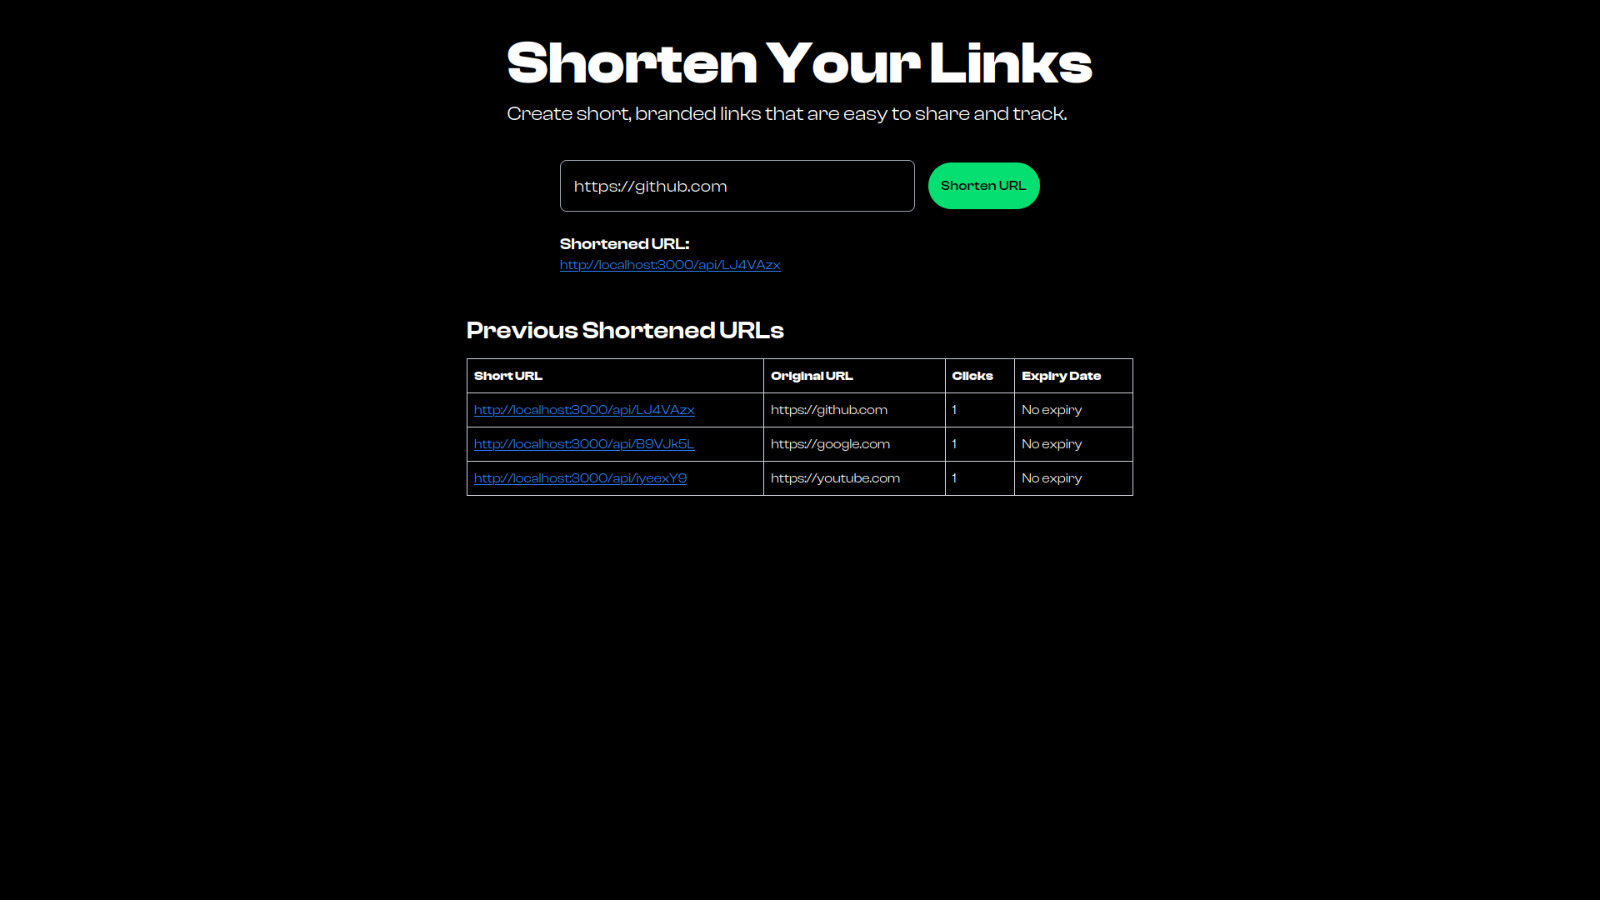 Shorten Your Links
Create short, branded links that are easy to share and track.
https://github.com
Shorten URL
Shortened URL:
http://localhost:3000/api/LJ4VAzx
Previous Shortened URLs
Short URL Original URL Clicks Expiry Date
http://localhost:3000/api/LJ4VAzx https://github.com 1 No expiry
http://localhost:3000/api/B9VJk5L https://google.com 1 No expiry
http://localhost:3000/api/iyeexY9 https://youtube.com 1 No expiry